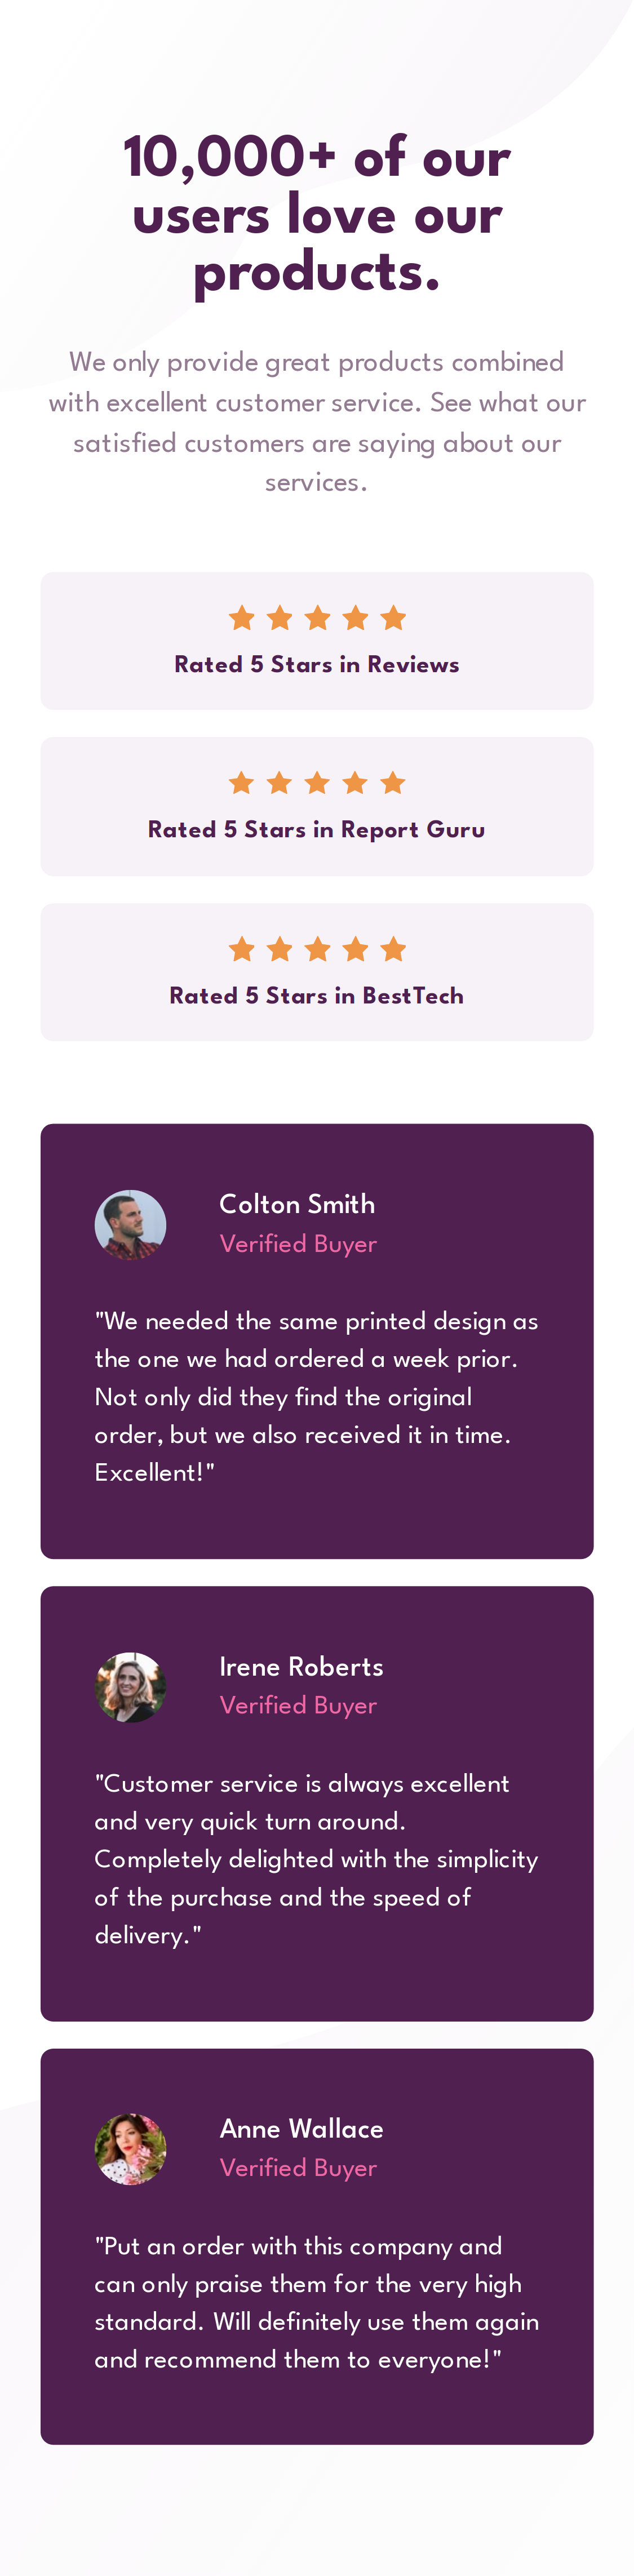 10,000+ of our
users love our
products.
We only provide great products combined
with excellent customer service. See what our
satisfied customers are saying about our
services.
Rated 5 Stars in Reviews
Rated 5 Stars in Report Guru
Rated 5 Stars in BestTech
Colton Smith
Verified Buyer
"We needed the same printed design as
the one we had ordered a week prior.
Not only did they find the original
order, but we also received it in time.
Excellent!"
Irene Roberts
Verified Buyer
"Customer service is always excellent
and very quick turn around.
Completely delighted with the simplicity
of the purchase and the speed of
delivery."
Anne Wallace
Verified Buyer
"Put an order with this company and
can only praise them for the very high
standard. Will definitely use them again
and recommend them to everyone!"